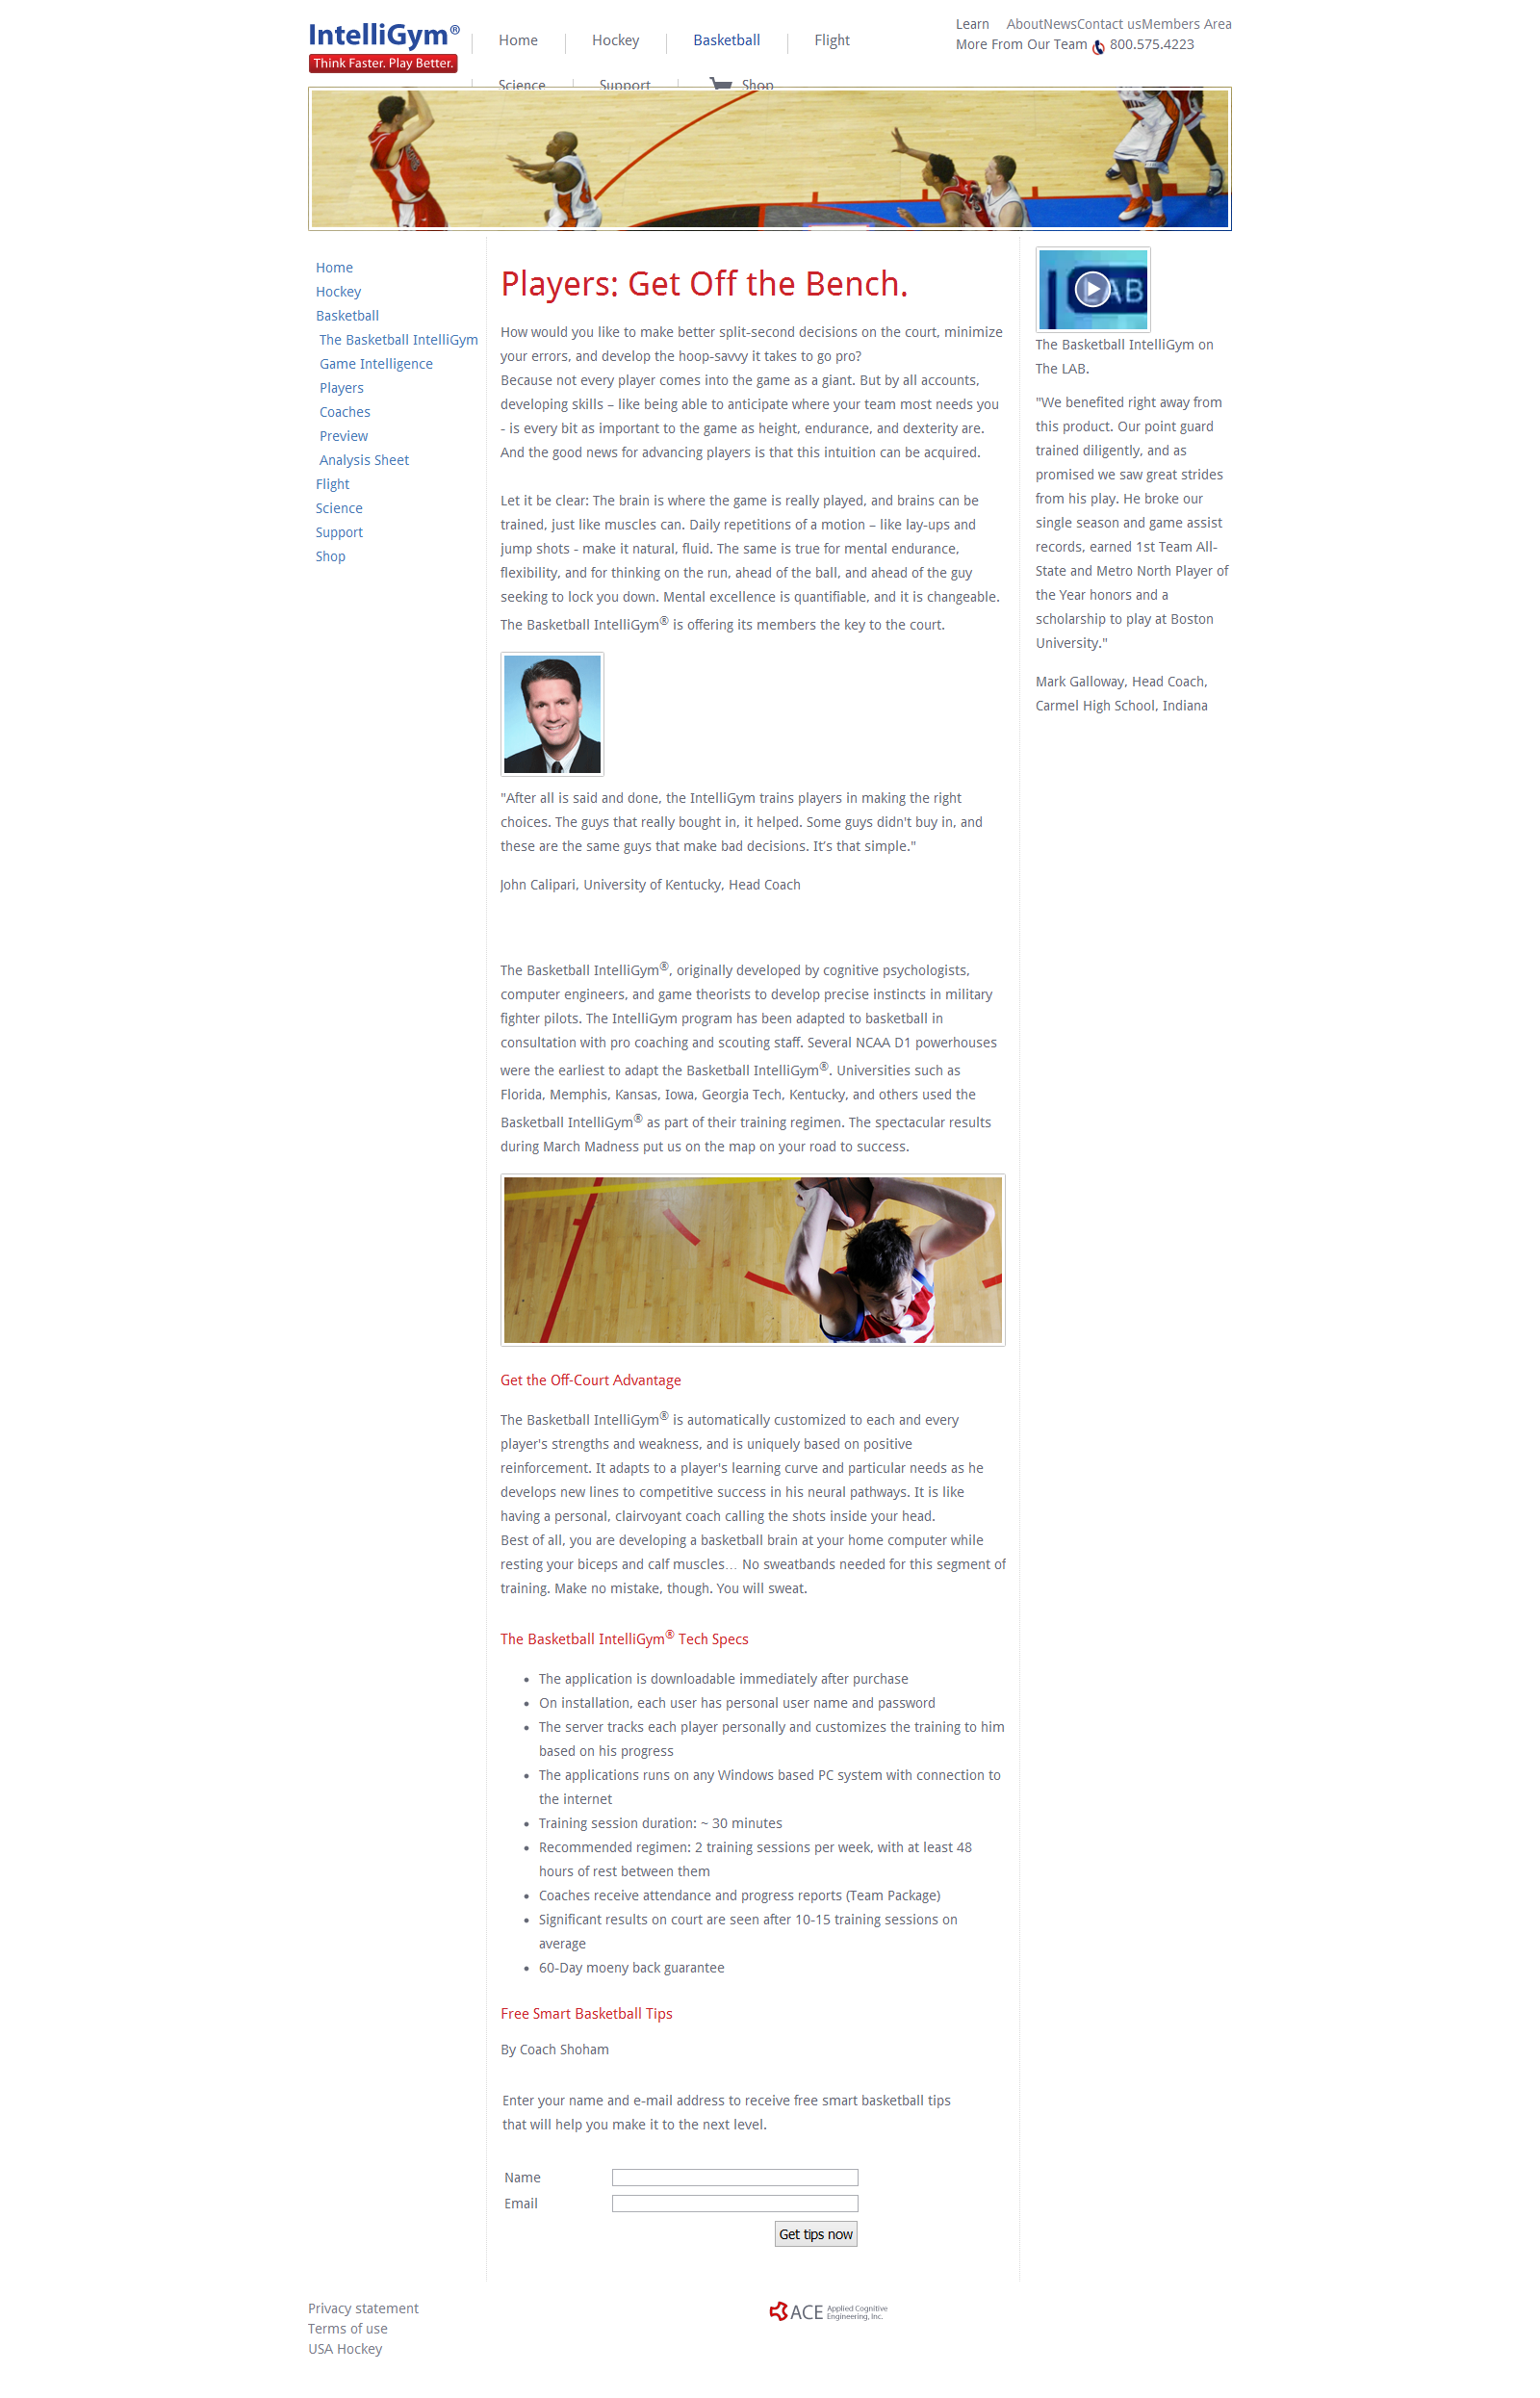 IntelliGym®
Think Faster. Play Better.
Home
Hockey
Basketball
Flight
Science
Support
Shop
Learn
About
News
Contact us
Members Area
More From Our Team 800.575.4223
Home
Hockey
Basketball
The Basketball IntelliGym
Game Intelligence
Players
Coaches
Preview
Analysis Sheet
Flight
Science
Support
Shop
Players: Get Off the Bench.
How would you like to make better split-second decisions on the court, minimize
your errors, and develop the hoop-savvy it takes to go pro?
Because not every player comes into the game as a giant. But by all accounts,
developing skills – like being able to anticipate where your team most needs you
- is every bit as important to the game as height, endurance, and dexterity are.
And the good news for advancing players is that this intuition can be acquired.
Let it be clear: The brain is where the game is really played, and brains can be
trained, just like muscles can. Daily repetitions of a motion – like lay-ups and
jump shots - make it natural, fluid. The same is true for mental endurance,
flexibility, and for thinking on the run, ahead of the ball, and ahead of the guy
seeking to lock you down. Mental excellence is quantifiable, and it is changeable.
The Basketball IntelliGym® is offering its members the key to the court.
"After all is said and done, the IntelliGym trains players in making the right
choices. The guys that really bought in, it helped. Some guys didn't buy in, and
these are the same guys that make bad decisions. It’s that simple."
John Calipari, University of Kentucky, Head Coach
The Basketball IntelliGym®, originally developed by cognitive psychologists,
computer engineers, and game theorists to develop precise instincts in military
fighter pilots. The IntelliGym program has been adapted to basketball in
consultation with pro coaching and scouting staff. Several NCAA D1 powerhouses
were the earliest to adapt the Basketball IntelliGym®. Universities such as
Florida, Memphis, Kansas, Iowa, Georgia Tech, Kentucky, and others used the
Basketball IntelliGym® as part of their training regimen. The spectacular results
during March Madness put us on the map on your road to success.
Get the Off-Court Advantage
The Basketball IntelliGym® is automatically customized to each and every
player's strengths and weakness, and is uniquely based on positive
reinforcement. It adapts to a player's learning curve and particular needs as he
develops new lines to competitive success in his neural pathways. It is like
having a personal, clairvoyant coach calling the shots inside your head.
Best of all, you are developing a basketball brain at your home computer while
resting your biceps and calf muscles… No sweatbands needed for this segment of
training. Make no mistake, though. You will sweat.
The Basketball IntelliGym® Tech Specs
• The application is downloadable immediately after purchase
• On installation, each user has personal user name and password
• The server tracks each player personally and customizes the training to him
based on his progress
• The applications runs on any Windows based PC system with connection to
the internet
• Training session duration: ~ 30 minutes
• Recommended regimen: 2 training sessions per week, with at least 48
hours of rest between them
• Coaches receive attendance and progress reports (Team Package)
• Significant results on court are seen after 10-15 training sessions on
average
• 60-Day moeny back guarantee
Free Smart Basketball Tips
By Coach Shoham
Enter your name and e-mail address to receive free smart basketball tips
that will help you make it to the next level.
Name
Email
Get tips now
LAB
The Basketball IntelliGym on
The LAB.
"We benefited right away from
this product. Our point guard
trained diligently, and as
promised we saw great strides
from his play. He broke our
single season and game assist
records, earned 1st Team All-
State and Metro North Player of
the Year honors and a
scholarship to play at Boston
University."
Mark Galloway, Head Coach,
Carmel High School, Indiana
Privacy statement
Terms of use
USA Hockey
ACE Applied Cognitive
Engineering, Inc.